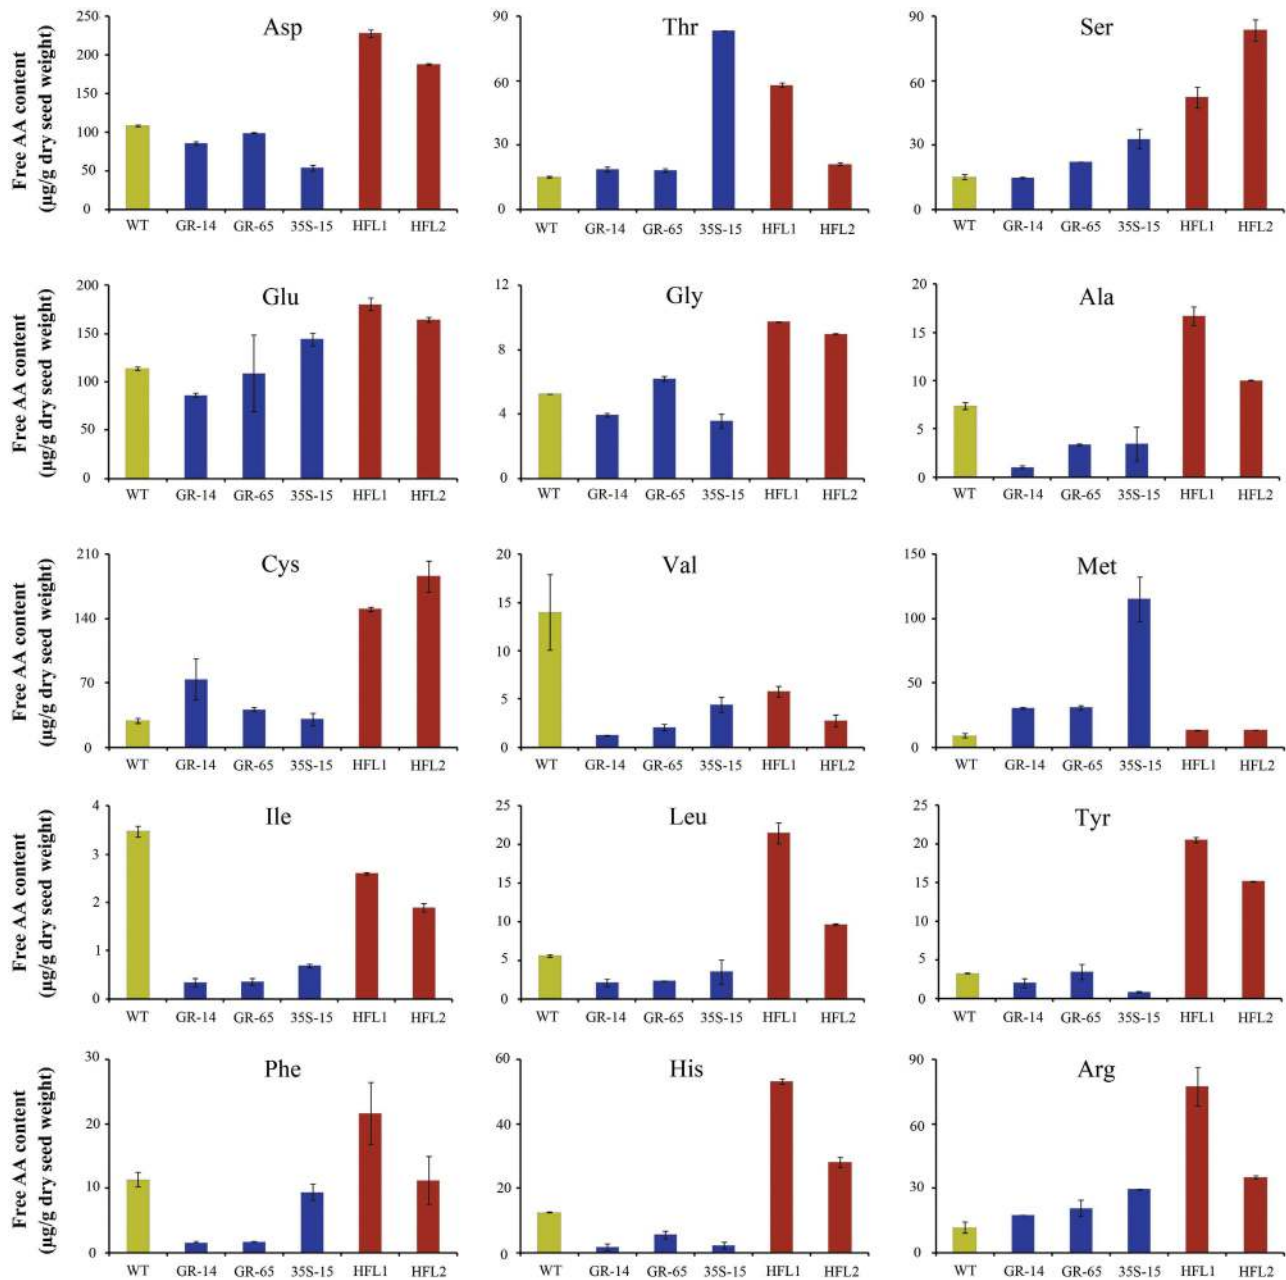 Free AA content
(µg/g dry seed weight)
Asp
250
200
150
100
50
0
WT GR-14 GR-65 35S-15 HFL1 HFL2
Thr
90
60
30
0
WT GR-14 GR-65 35S-15 HFL1 HFL2
Ser
90
60
30
0
WT GR-14 GR-65 35S-15 HFL1 HFL2
Free AA content
(µg/g dry seed weight)
Glu
200
150
100
50
0
WT GR-14 GR-65 35S-15 HFL1 HFL2
Gly
12
8
4
0
WT GR-14 GR-65 35S-15 HFL1 HFL2
Ala
20
15
10
5
0
WT GR-14 GR-65 35S-15 HFL1 HFL2
Free AA content
(µg/g dry seed weight)
Cys
210
140
70
0
WT GR-14 GR-65 35S-15 HFL1 HFL2
Val
20
15
10
5
0
WT GR-14 GR-65 35S-15 HFL1 HFL2
Met
150
100
50
0
WT GR-14 GR-65 35S-15 HFL1 HFL2
Free AA content
(µg/g dry seed weight)
Ile
4
3
2
1
0
WT GR-14 GR-65 35S-15 HFL1 HFL2
Leu
25
20
15
10
5
0
WT GR-14 GR-65 35S-15 HFL1 HFL2
Tyr
25
20
15
10
5
0
WT GR-14 GR-65 35S-15 HFL1 HFL2
Free AA content
(µg/g dry seed weight)
Phe
30
20
10
0
WT GR-14 GR-65 35S-15 HFL1 HFL2
His
60
40
20
0
WT GR-14 GR-65 35S-15 HFL1 HFL2
Arg
90
60
30
0
WT GR-14 GR-65 35S-15 HFL1 HFL2